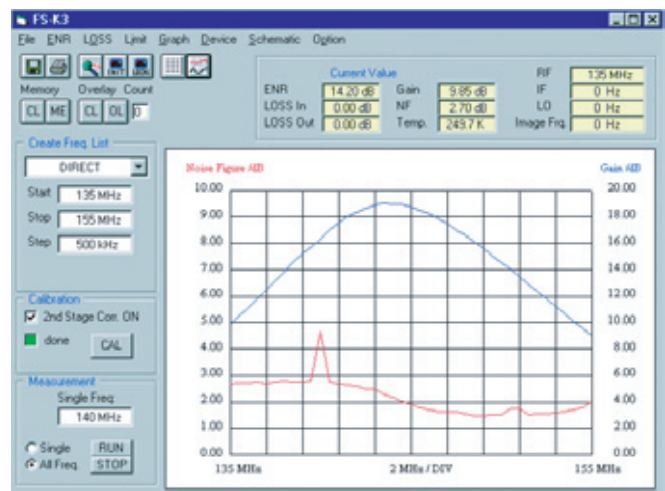 FS-K3
File ENR LOSS Limit Graph Device Schematic Option
Memory Overlay Count
CL ME CL OL 0
Current Value
ENR 14.20 dB Gain 9.85 dB RF 135 MHz
LOSS In 0.00 dB NF 2.70 dB IF 0 Hz
LOSS Out 0.00 dB Temp. 249.7 K LO 0 Hz
Image Frq. 0 Hz
Create Freq. List
DIRECT
Start 135 MHz
Stop 155 MHz
Step 500 kHz
Calibration
2nd Stage Corr. ON
done CAL
Measurement
Single Freq
140 MHz
Single RUN
All Freq. STOP
Noise Figure /dB Gain /dB
10.00 20.00
9.00 18.00
8.00 16.00
7.00 14.00
6.00 12.00
5.00 10.00
4.00 8.00
3.00 6.00
2.00 4.00
1.00 2.00
0.00 0.00
135 MHz 2 MHz / DIV 155 MHz